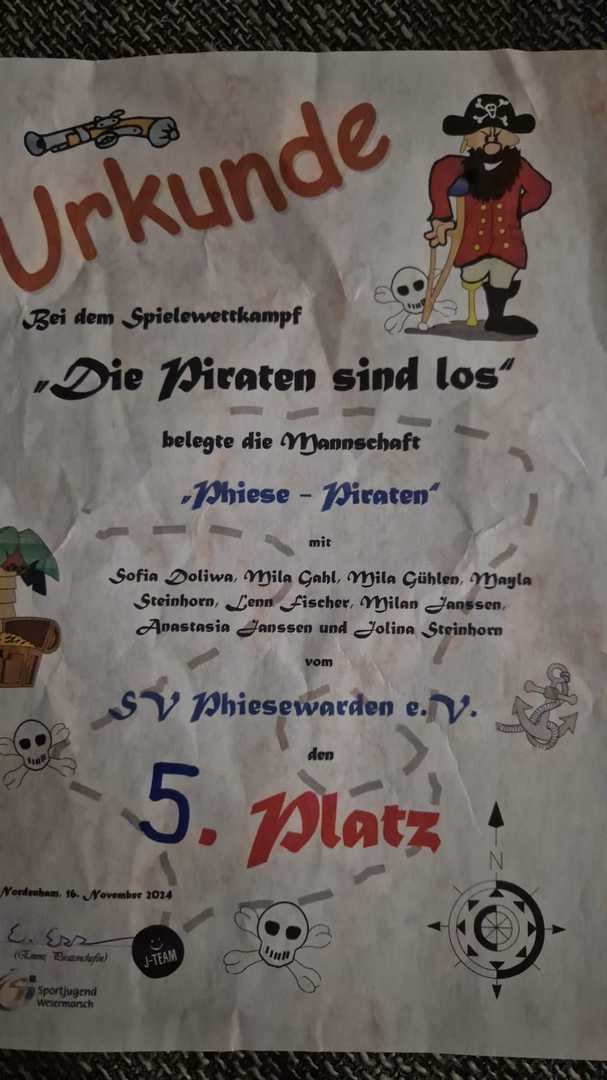 Urkunde
Bei dem Spielewettkampf
„Die Piraten sind los“
belegte die Mannschaft
„Phiese - Piraten“
mit
Sofia Doliwa, Mila Gahl, Mila Gühlen, Mayla
Steinhorn, Lenn Fischer, Milan Janssen,
Anastasia Janssen und Jolina Steinhorn
vom
SV Phiesewarden e.V.
den
5. Platz
N
Nordenham, 16. November 2024
J-TEAM
Sportjugend
Wesermarsch